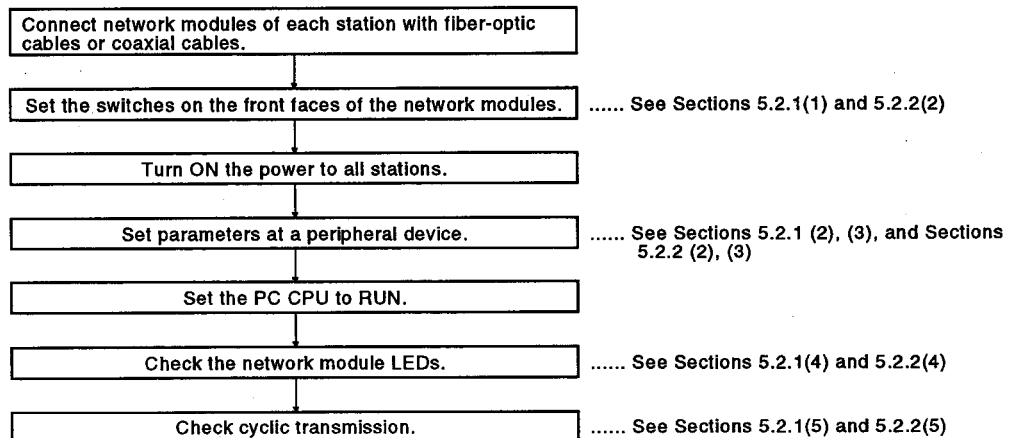 Connect network modules of each station with fiber-optic
cables or coaxial cables.
Set the switches on the front faces of the network modules. ...... See Sections 5.2.1(1) and 5.2.2(2)
Turn ON the power to all stations.
Set parameters at a peripheral device. ...... See Sections 5.2.1 (2), (3), and Sections
5.2.2 (2), (3)
Set the PC CPU to RUN.
Check the network module LEDs. ...... See Sections 5.2.1(4) and 5.2.2(4)
Check cyclic transmission. ...... See Sections 5.2.1(5) and 5.2.2(5)